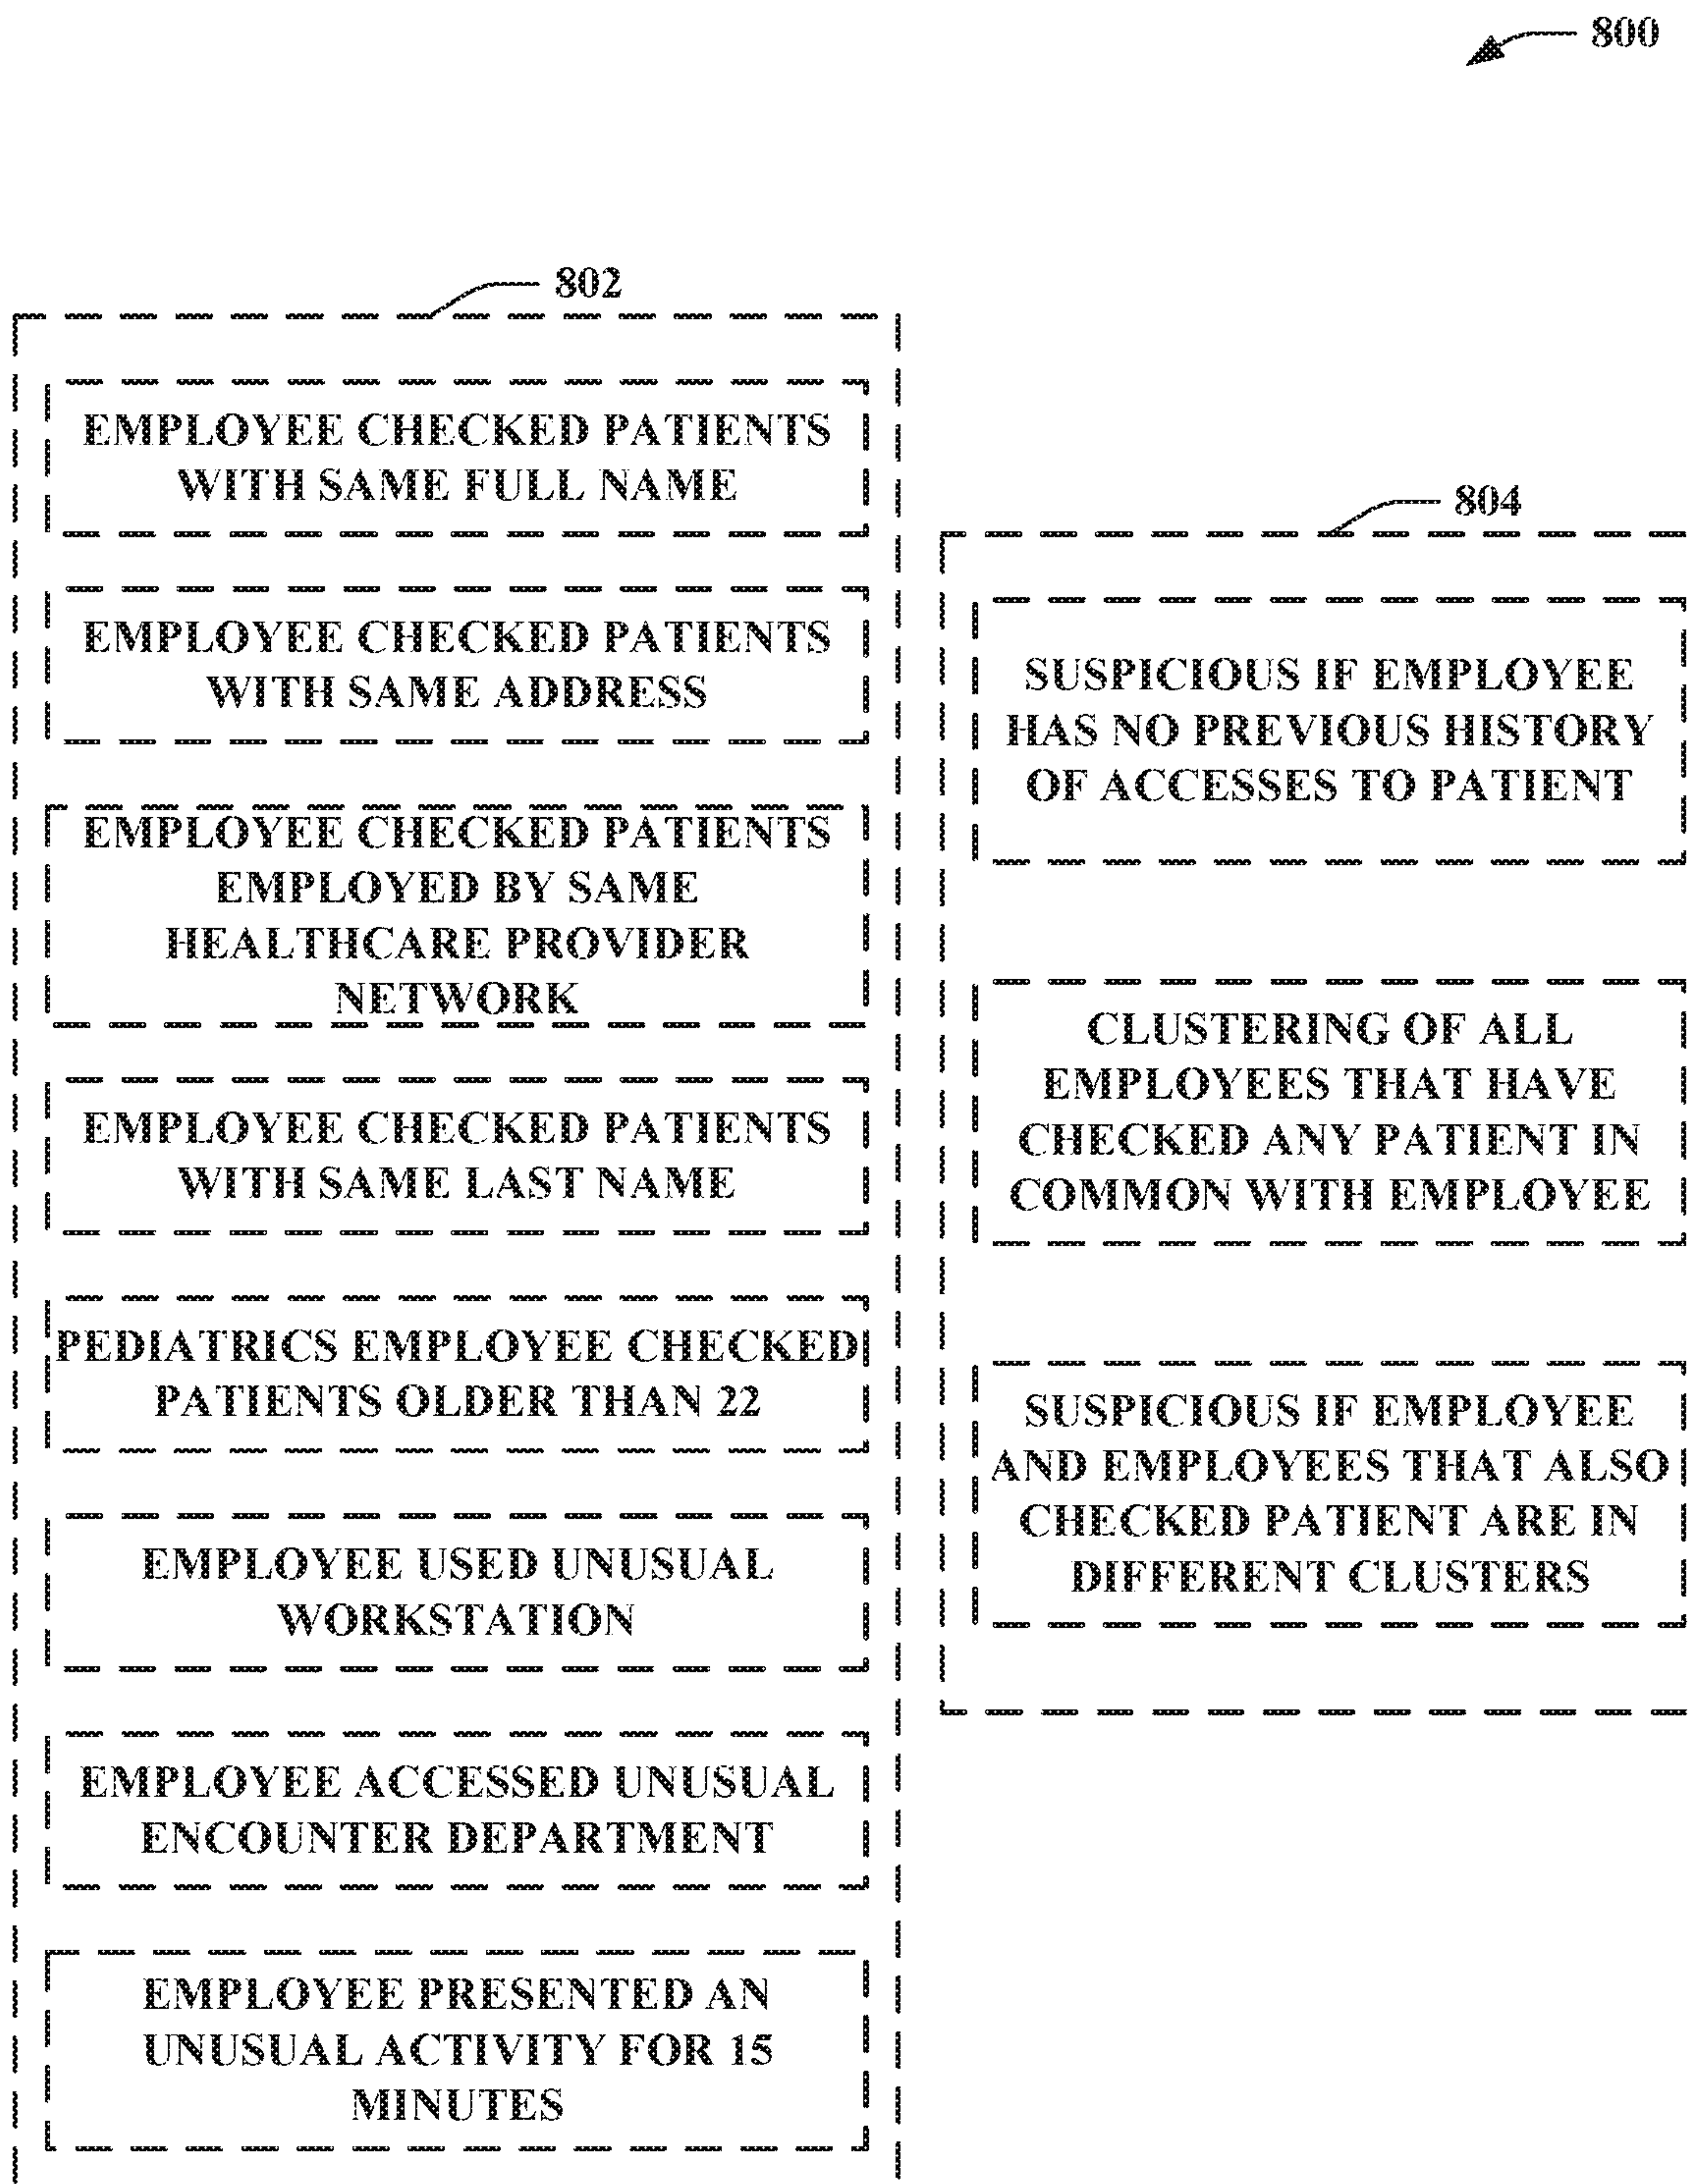 800
802
EMPLOYEE CHECKED PATIENTS
WITH SAME FULL NAME
EMPLOYEE CHECKED PATIENTS
WITH SAME ADDRESS
EMPLOYEE CHECKED PATIENTS
EMPLOYED BY SAME
HEALTHCARE PROVIDER
NETWORK
EMPLOYEE CHECKED PATIENTS
WITH SAME LAST NAME
PEDIATRICS EMPLOYEE CHECKED
PATIENTS OLDER THAN 22
EMPLOYEE USED UNUSUAL
WORKSTATION
EMPLOYEE ACCESSED UNUSUAL
ENCOUNTER DEPARTMENT
EMPLOYEE PRESENTED AN
UNUSUAL ACTIVITY FOR 15
MINUTES
804
SUSPICIOUS IF EMPLOYEE
HAS NO PREVIOUS HISTORY
OF ACCESSES TO PATIENT
CLUSTERING OF ALL
EMPLOYEES THAT HAVE
CHECKED ANY PATIENT IN
COMMON WITH EMPLOYEE
SUSPICIOUS IF EMPLOYEE
AND EMPLOYEES THAT ALSO
CHECKED PATIENT ARE IN
DIFFERENT CLUSTERS